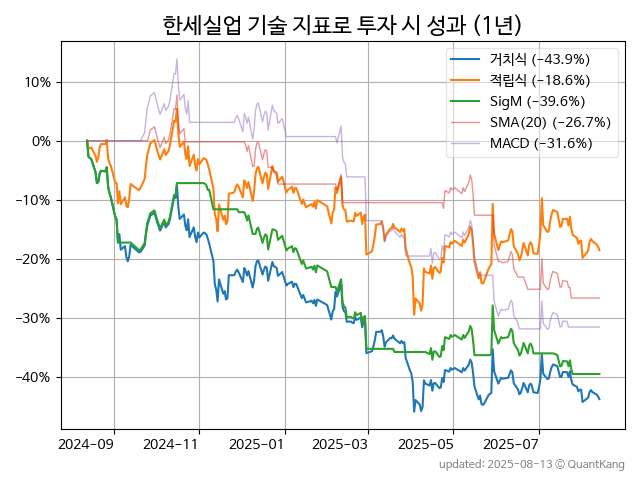 한세실업 기술 지표로 투자 시 성과 (1년)
거치식 (−43.9%)
적립식 (−18.6%)
SigM (−39.6%)
SMA(20) (−26.7%)
MACD (−31.6%)
10%
0%
−10%
−20%
−30%
−40%
2024-09 2024-11 2025-01 2025-03 2025-05 2025-07
updated: 2025-08-13 © QuantKang